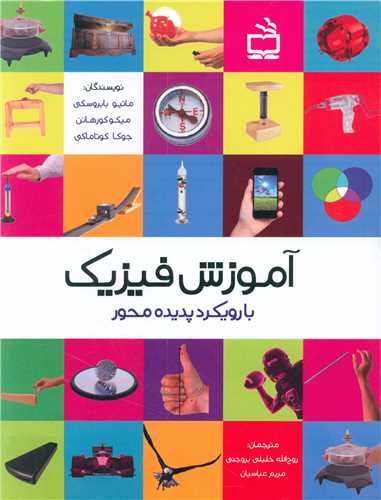 نویسندگان:
ماتیو بابروسکی
میکو کورهانن
جوکا کوتاماکی
N
E
S
آموزش فیزیک
با رویکرد پدیده محور
مترجمان:
روح‌الله خلیلی بروجنی
مریم عباسیان